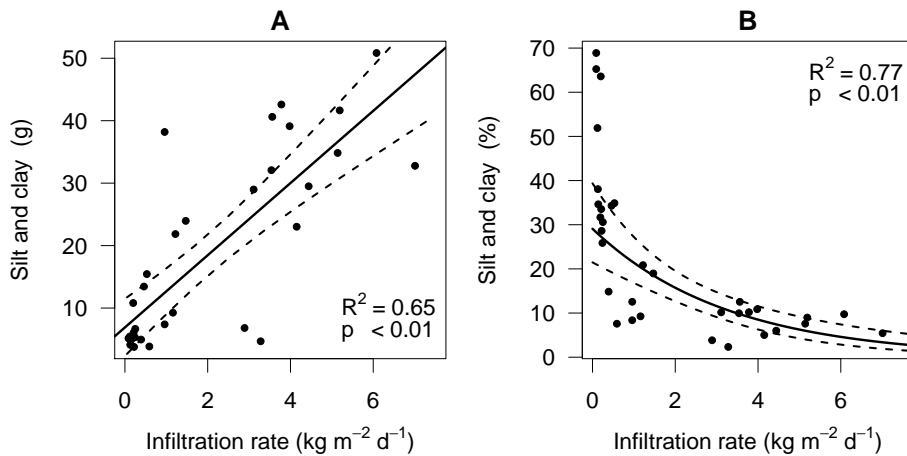 A
Silt and clay (g)
50
40
30
20
10
0 2 4 6
R² = 0.65
p < 0.01
Infiltration rate (kg m⁻² d⁻¹)
B
Silt and clay (%)
70
60
50
40
30
20
10
0
0 2 4 6
R² = 0.77
p < 0.01
Infiltration rate (kg m⁻² d⁻¹)